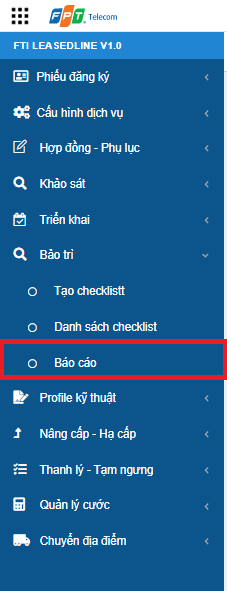 FPT Telecom
FTI LEASEDLINE V1.0
Phiếu đăng ký
Cấu hình dịch vụ
Hợp đồng - Phụ lục
Khảo sát
Triển khai
Bảo trì
Tạo checklistt
Danh sách checklist
Báo cáo
Profile kỹ thuật
Nâng cấp - Hạ cấp
Thanh lý - Tạm ngưng
Quản lý cước
Chuyển địa điểm